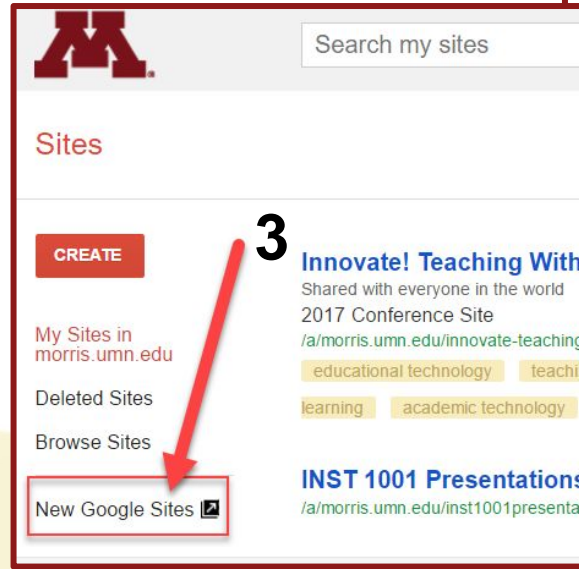 M
Search my sites
Sites
CREATE
3
My Sites in
morris.umn.edu
Deleted Sites
Browse Sites
New Google Sites
Innovate! Teaching With
Shared with everyone in the world
2017 Conference Site
/a/morris.umn.edu/innovate-teaching
educational technology teachi
learning academic technology
INST 1001 Presentations
/a/morris.umn.edu/inst1001presenta